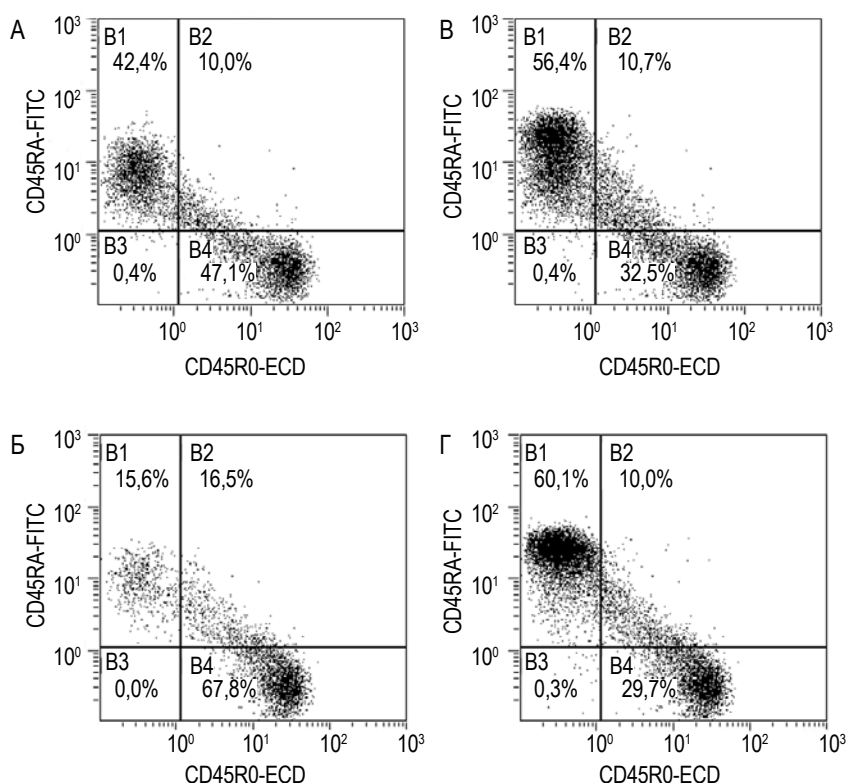 А
10³
10²
10¹
10⁰
CD45RA-FITC
B1
42,4%
B2
10,0%
B3
0,4%
B4
47,1%
10⁰ 10¹ 10² 10³
CD45R0-ECD
В
10³
10²
10¹
10⁰
CD45RA-FITC
B1
56,4%
B2
10,7%
B3
0,4%
B4
32,5%
10⁰ 10¹ 10² 10³
CD45R0-ECD
Б
10³
10²
10¹
10⁰
CD45RA-FITC
B1
15,6%
B2
16,5%
B3
0,0%
B4
67,8%
10⁰ 10¹ 10² 10³
CD45R0-ECD
Г
10³
10²
10¹
10⁰
CD45RA-FITC
B1
60,1%
B2
10,0%
B3
0,3%
B4
29,7%
10⁰ 10¹ 10² 10³
CD45R0-ECD